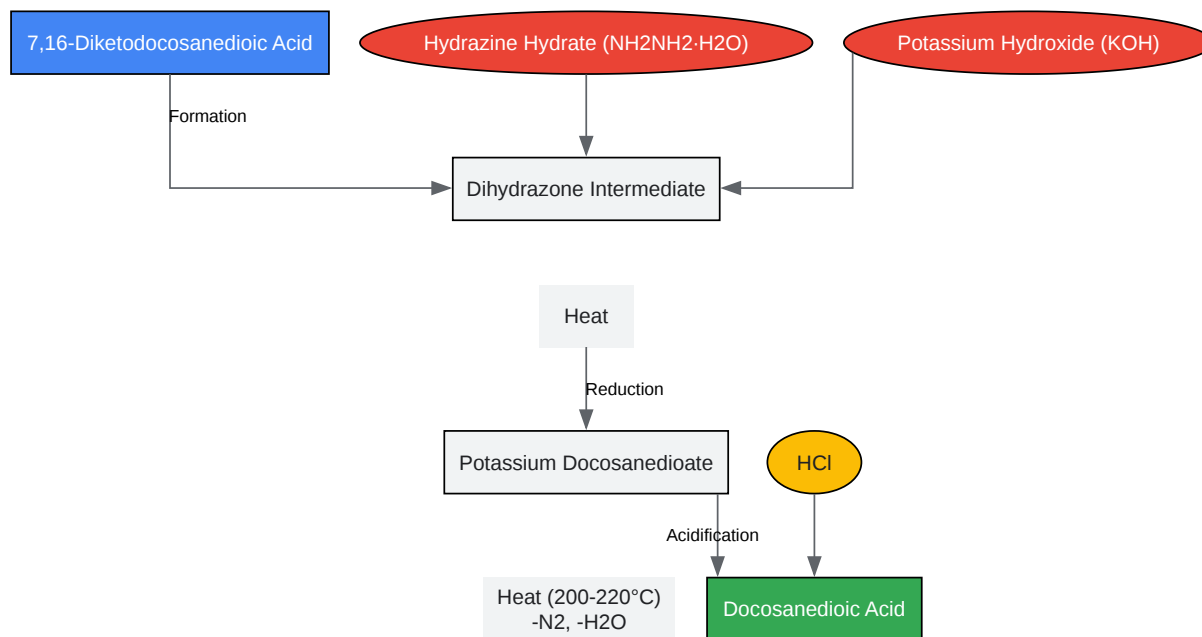 7,16-Diketodocosanedioic Acid
Hydrazine Hydrate (NH2NH2·H2O)
Potassium Hydroxide (KOH)
Formation
Dihydrazone Intermediate
Heat
Reduction
Potassium Docosanedioate
HCl
Acidification
Heat (200-220°C)
-N2, -H2O
Docosanedioic Acid